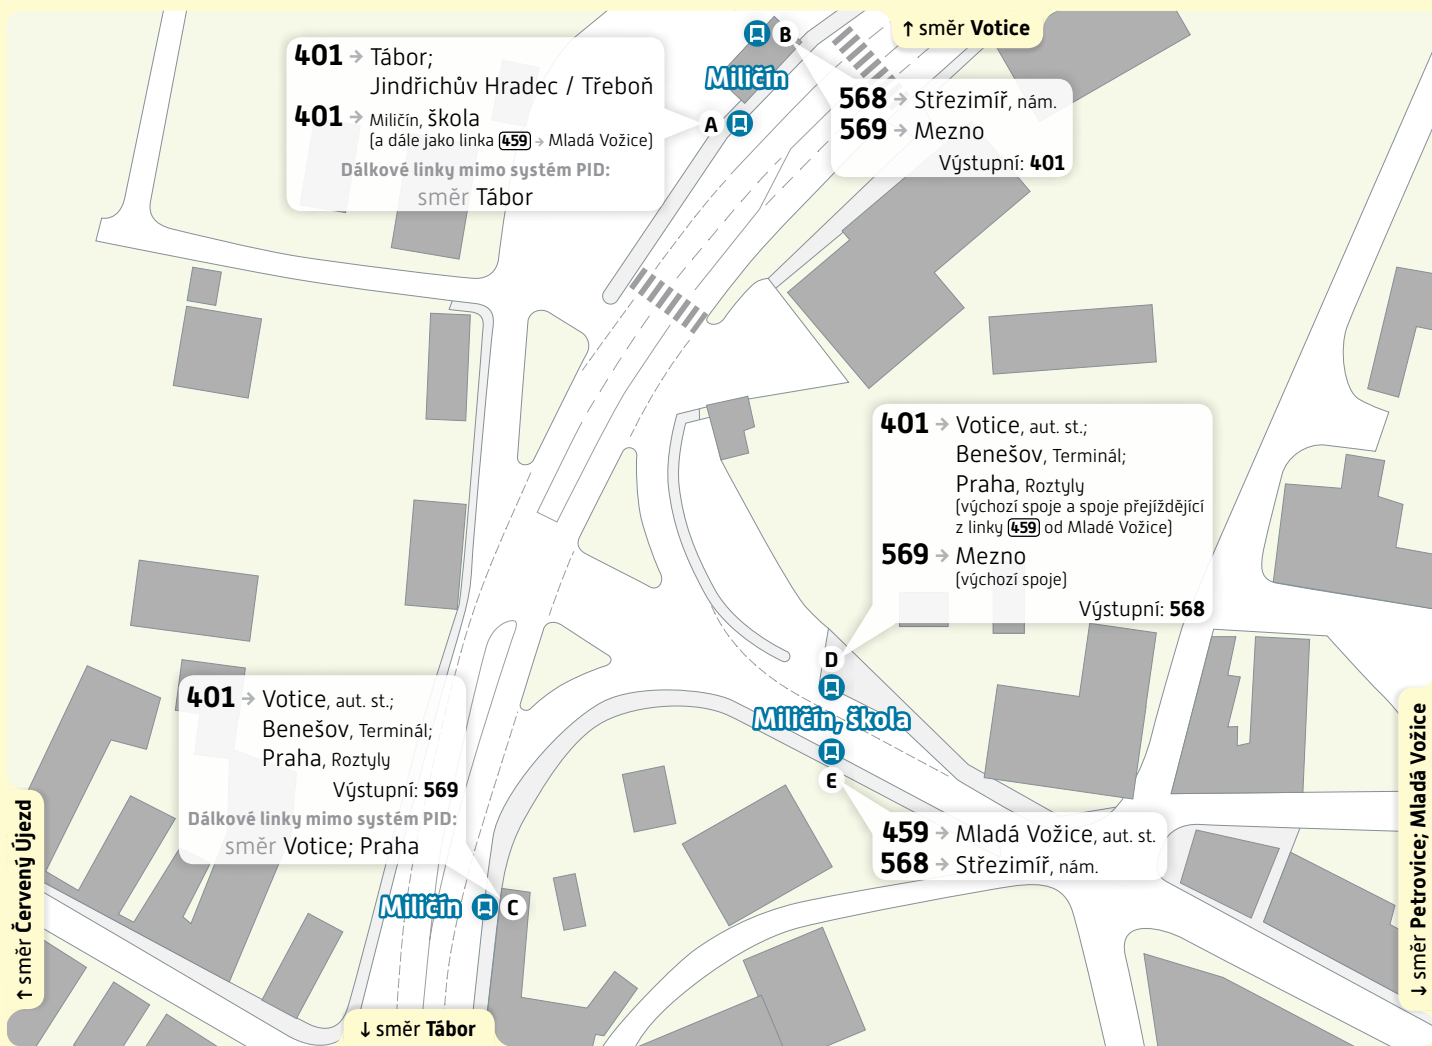 ↑ směr Votice
401 → Tábor;
Jindřichův Hradec / Třeboň
401 → Miličín, škola
(a dále jako linka 459 → Mladá Vožice)
Dálkové linky mimo systém PID:
směr Tábor
A
B
Miličín
568 → Střezimíř, nám.
569 → Mezno
Výstupní: 401
401 → Votice, aut. st.;
Benešov, Terminál;
Praha, Roztyly
(výchozí spoje a spoje přejíždějící
z linky 459 od Mladé Vožice)
569 → Mezno
(výchozí spoje)
Výstupní: 568
D
Miličín, škola
E
459 → Mladá Vožice, aut. st.
568 → Střezimíř, nám.
401 → Votice, aut. st.;
Benešov, Terminál;
Praha, Roztyly
Výstupní: 569
Dálkové linky mimo systém PID:
směr Votice; Praha
Miličín
C
↑ směr Červený Újezd
↓ směr Tábor
↓ směr Petrovice; Mladá Vožice